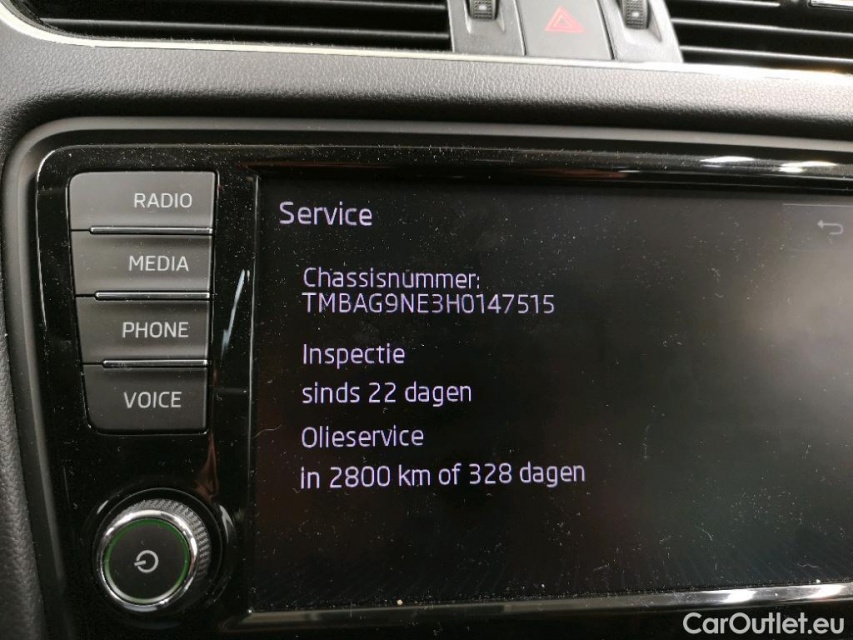 RADIO
MEDIA
PHONE
VOICE
Service
Chassisnummer:
TMBAG9NE3H0147515
Inspectie
sinds 22 dagen
Olieservice
in 2800 km of 328 dagen
CarOutlet.eu